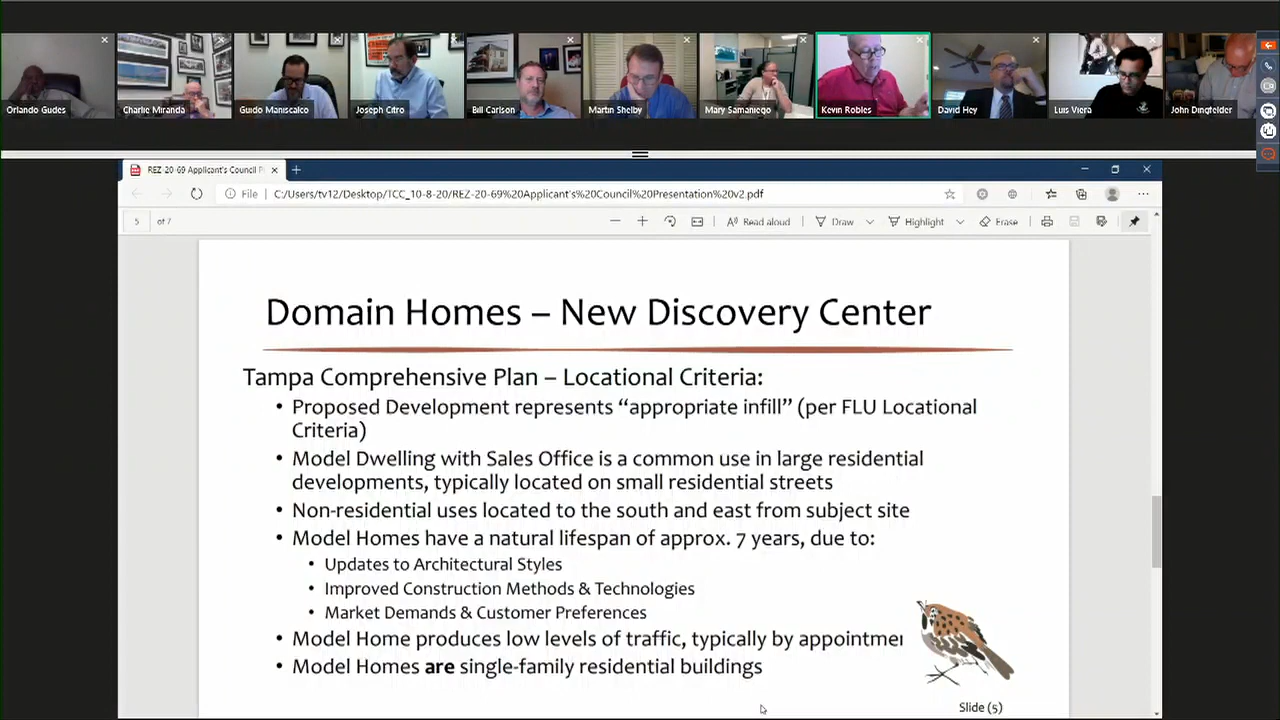 Orlando Gudes
Charlie Miranda
Guido Maniscalco
Joseph Citro
Bill Carlson
Martin Shelby
Mary Samaniego
Kevin Robles
David Hey
Luis Viera
John Dingfelder
REZ-20-69 Applicant's Council P
File C:/Users/tv12/Desktop/TCC_10-8-20/REZ-20-69%20Applicant's%20Council%20Presentation%20v2.pdf
5 of 7 Read aloud Draw Highlight Erase
Domain Homes – New Discovery Center
Tampa Comprehensive Plan – Locational Criteria:
• Proposed Development represents “appropriate infill” (per FLU Locational
Criteria)
• Model Dwelling with Sales Office is a common use in large residential
developments, typically located on small residential streets
• Non-residential uses located to the south and east from subject site
• Model Homes have a natural lifespan of approx. 7 years, due to:
• Updates to Architectural Styles
• Improved Construction Methods & Technologies
• Market Demands & Customer Preferences
• Model Home produces low levels of traffic, typically by appointmen
• Model Homes are single-family residential buildings
Slide (5)